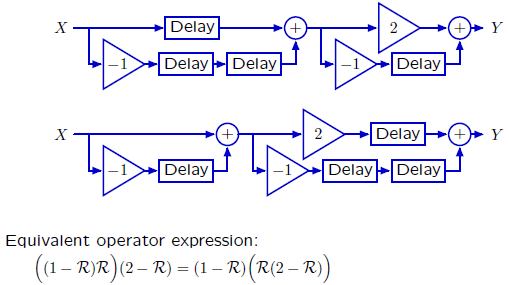 X Delay + 2 + Y
−1 Delay Delay −1 Delay
X + 2 Delay + Y
−1 Delay −1 Delay Delay
Equivalent operator expression:
((1 − ℛ)ℛ)(2 − ℛ) = (1 − ℛ)(ℛ(2 − ℛ))